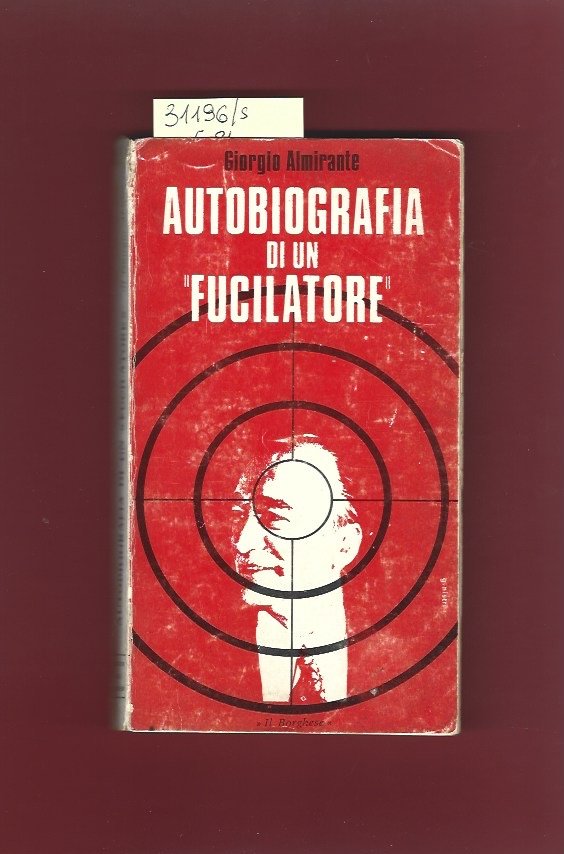 31196/s
Giorgio Almirante
AUTOBIOGRAFIA
DI UN
"FUCILATORE"
» Il Borghese «